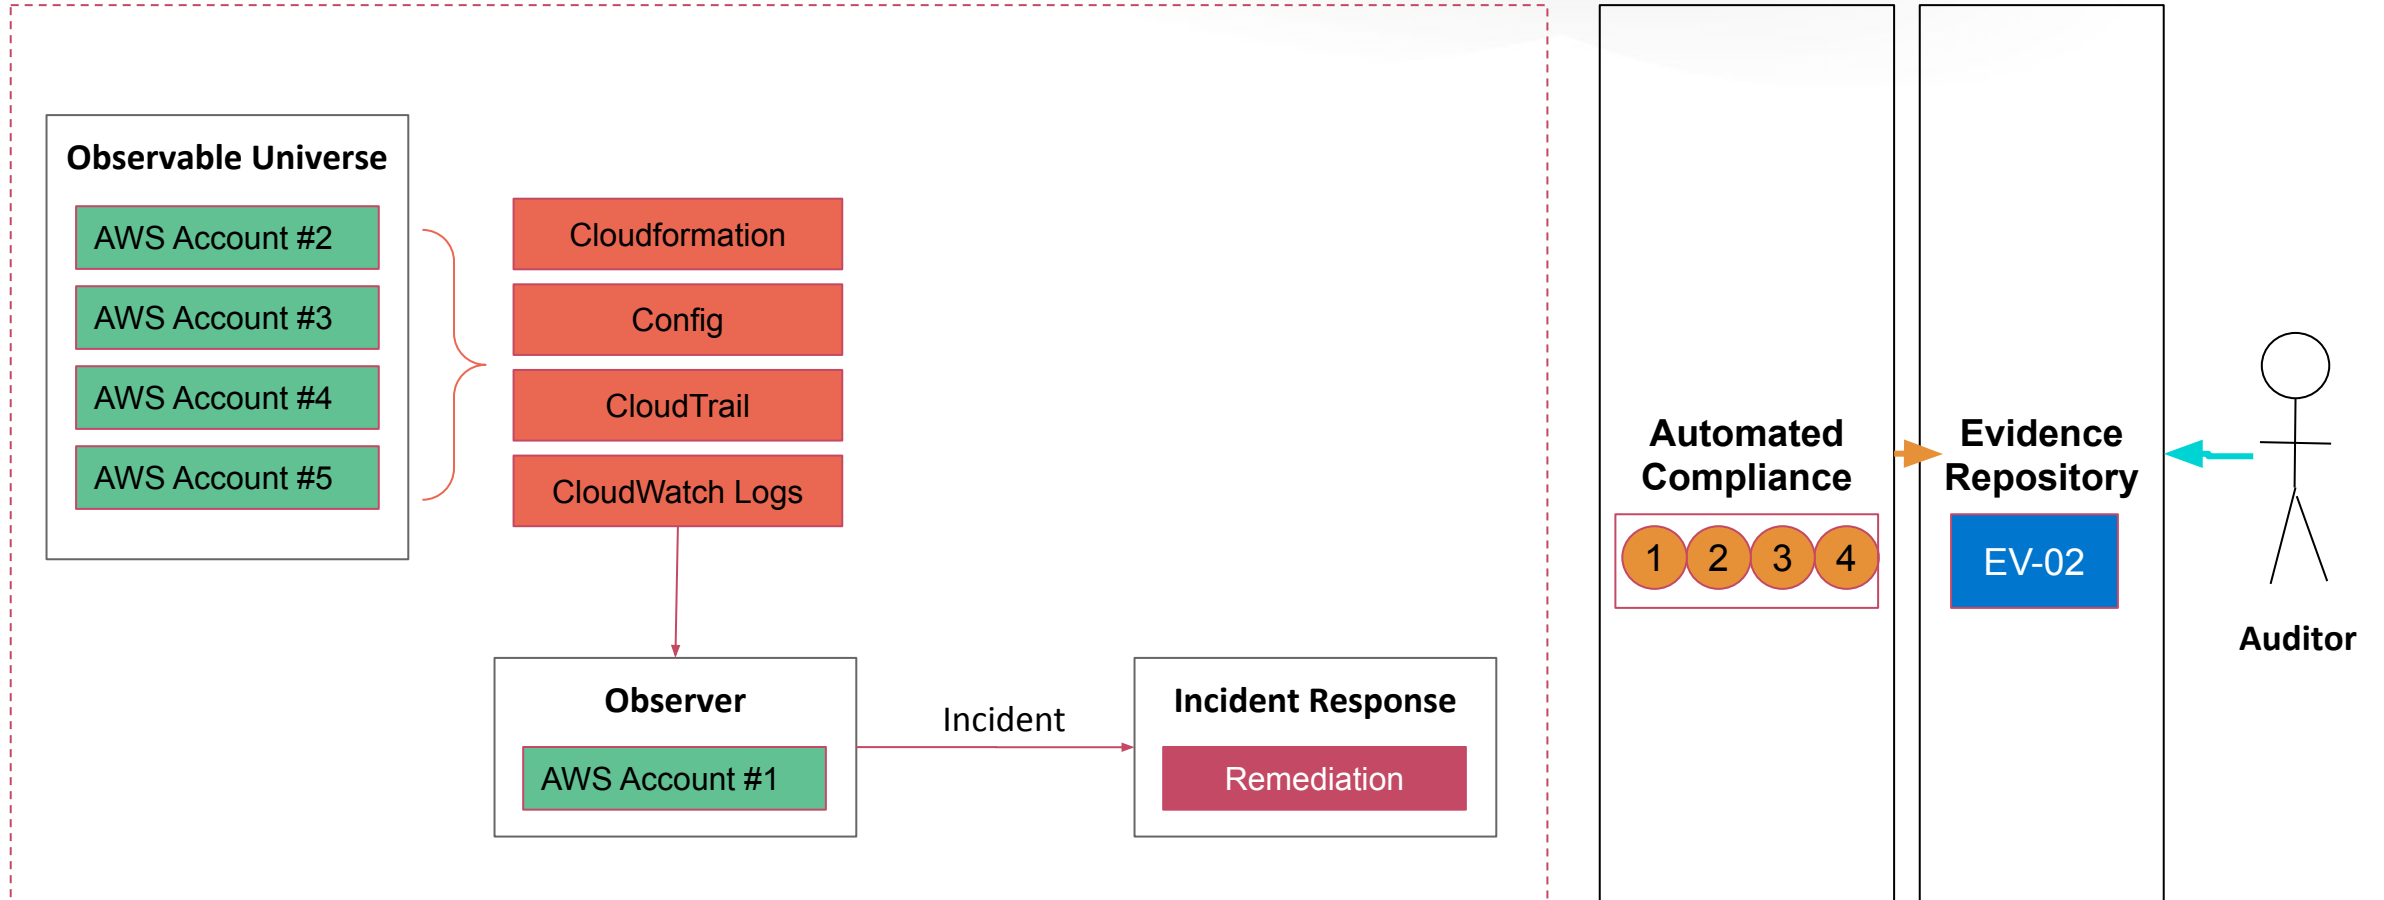 Observable Universe
AWS Account #2
AWS Account #3
AWS Account #4
AWS Account #5
Cloudformation
Config
CloudTrail
CloudWatch Logs
Observer
AWS Account #1
Incident
Incident Response
Remediation
Automated
Compliance
1 2 3 4
Evidence
Repository
EV-02
Auditor